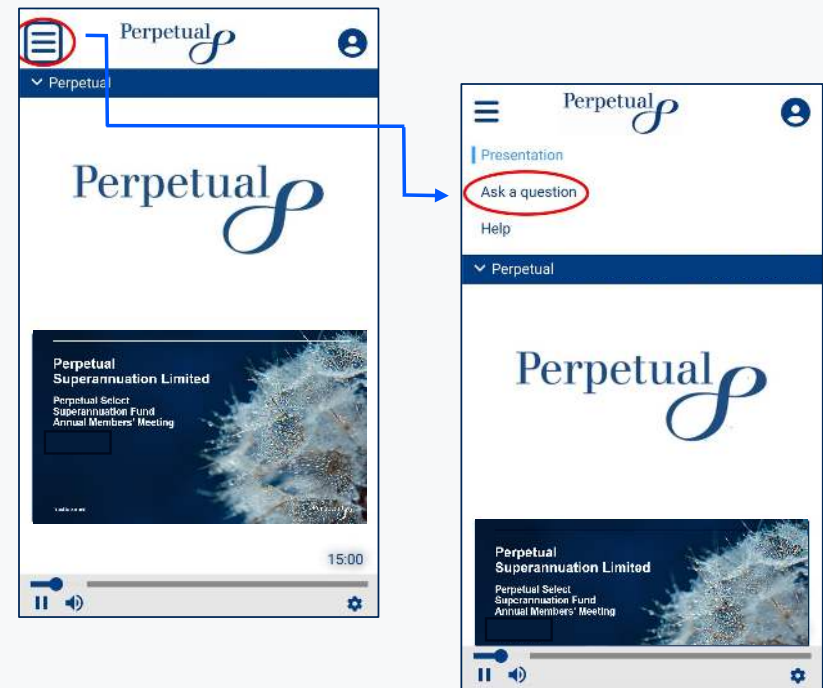 Perpetual
Perpetual
Perpetual
Perpetual
Superannuation Limited
Perpetual Select
Superannuation Fund
Annual Members' Meeting
15:00
Perpetual
Presentation
Ask a question
Help
Perpetual
Perpetual
Perpetual
Superannuation Limited
Perpetual Select
Superannuation Fund
Annual Members' Meeting